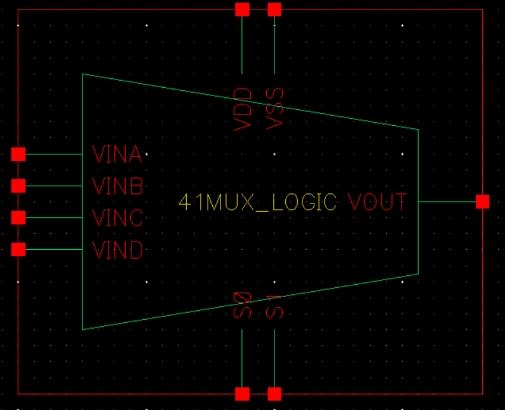 VDD VSS
VINA
VINB
41MUX_LOGIC VOUT
VINC
VIND
S0 S1